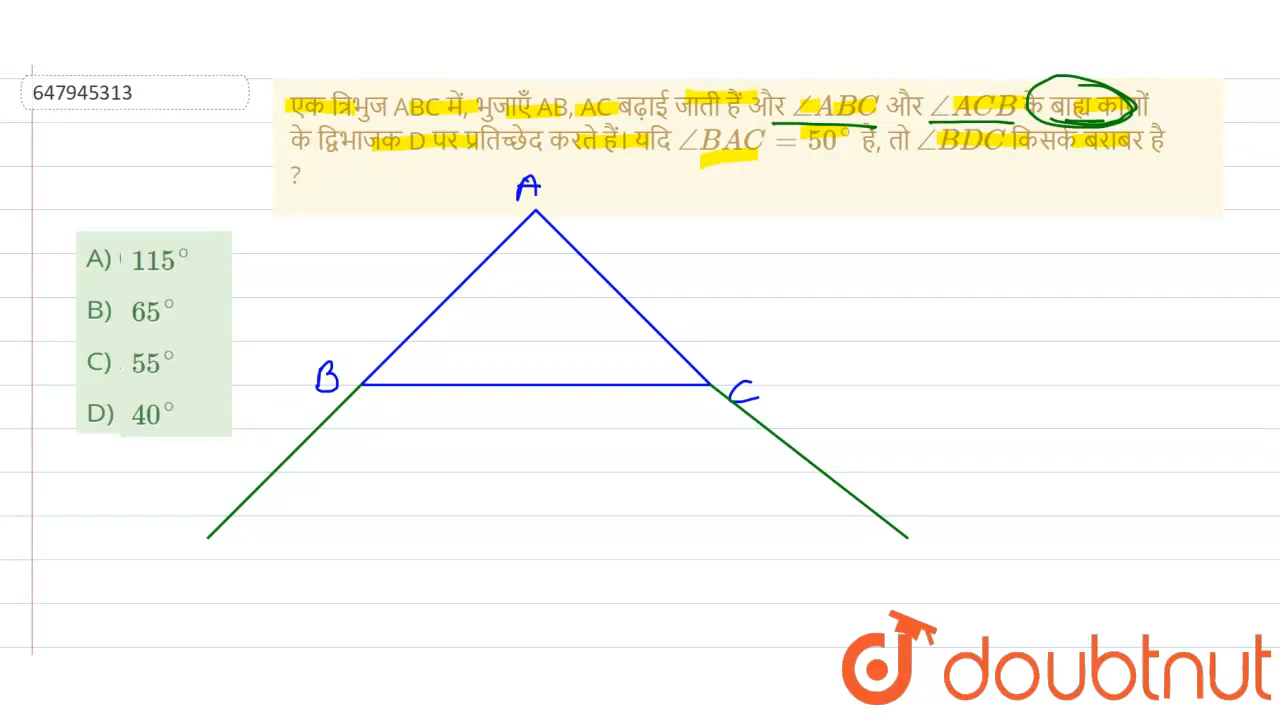 647945313
एक त्रिभुज ABC में, भुजाएँ AB, AC बढ़ाई जाती हैं और ∠ABC और ∠ACB के बाह्य कोणों
के द्विभाजक D पर प्रतिच्छेद करते हैं। यदि ∠BAC = 50° है, तो ∠BDC किसके बराबर है
?
A) 115°
B) 65°
C) 55°
D) 40°
A
B
C
doubtnut